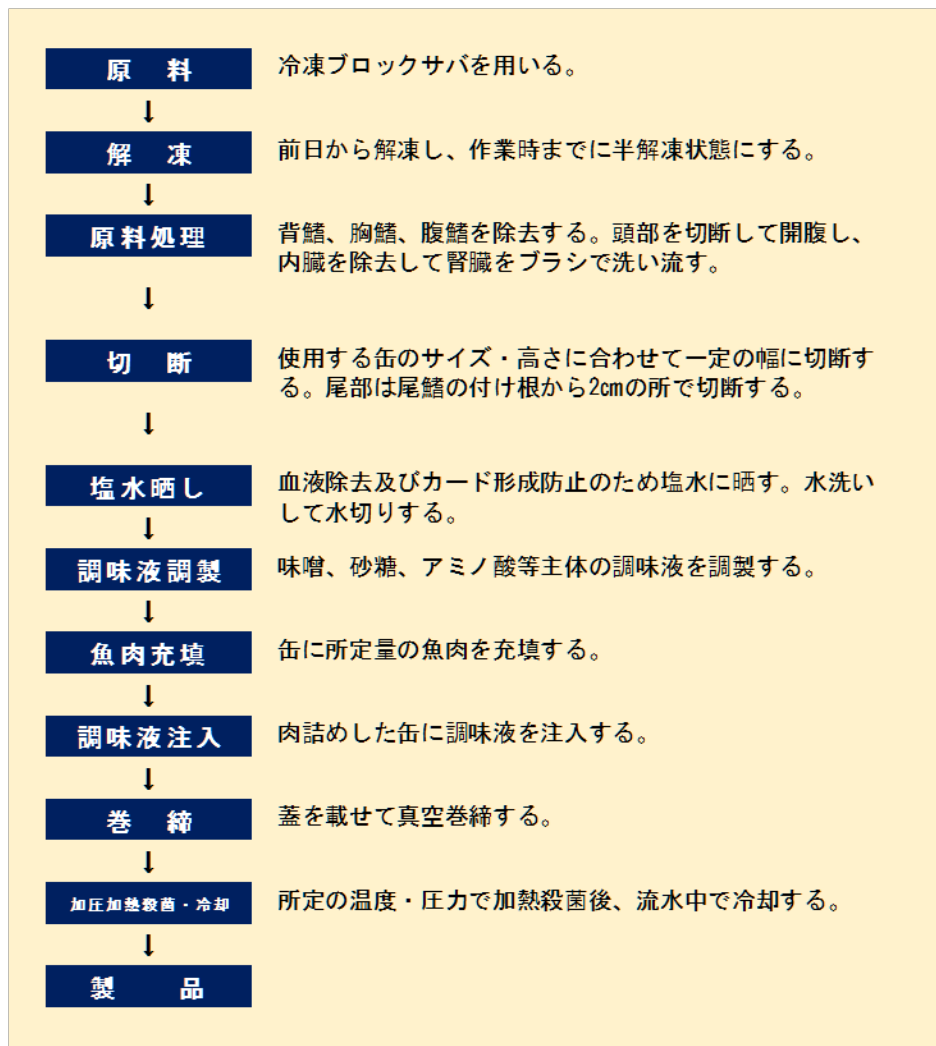 原　料
冷凍ブロックサバを用いる。
↓
解　凍
前日から解凍し、作業時までに半解凍状態にする。
↓
原料処理
背鰭、胸鰭、腹鰭を除去する。頭部を切断して開腹し、
内臓を除去して腎臓をブラシで洗い流す。
↓
切　断
使用する缶のサイズ・高さに合わせて一定の幅に切断す
る。尾部は尾鰭の付け根から2cmの所で切断する。
↓
塩水晒し
血液除去及びカード形成防止のため塩水に晒す。水洗い
して水切りする。
↓
調味液調製
味噌、砂糖、アミノ酸等主体の調味液を調製する。
↓
魚肉充填
缶に所定量の魚肉を充填する。
↓
調味液注入
肉詰めした缶に調味液を注入する。
↓
巻　締
蓋を載せて真空巻締する。
↓
加圧加熱殺菌・冷却
所定の温度・圧力で加熱殺菌後、流水中で冷却する。
↓
製　品